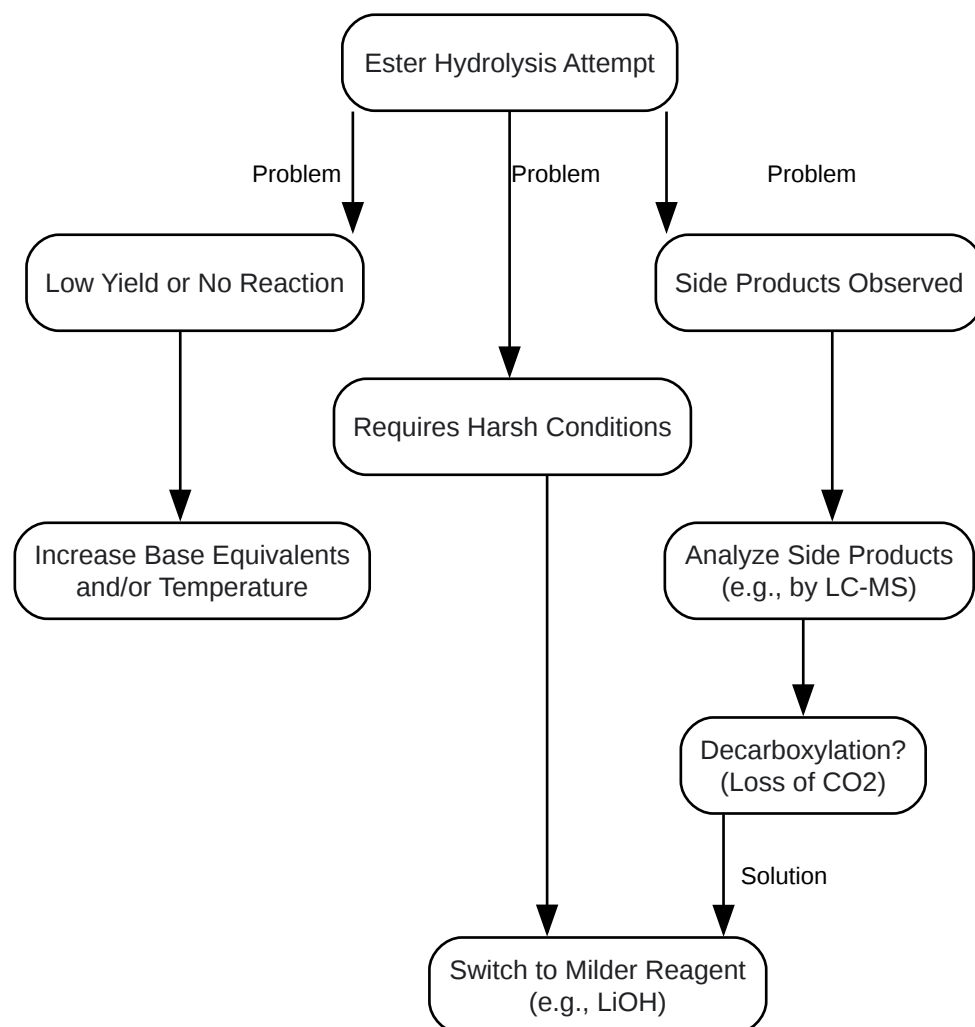 Ester Hydrolysis Attempt
Problem
Problem
Problem
Low Yield or No Reaction
Side Products Observed
Requires Harsh Conditions
Increase Base Equivalents
and/or Temperature
Analyze Side Products
(e.g., by LC-MS)
Decarboxylation?
(Loss of CO2)
Solution
Switch to Milder Reagent
(e.g., LiOH)